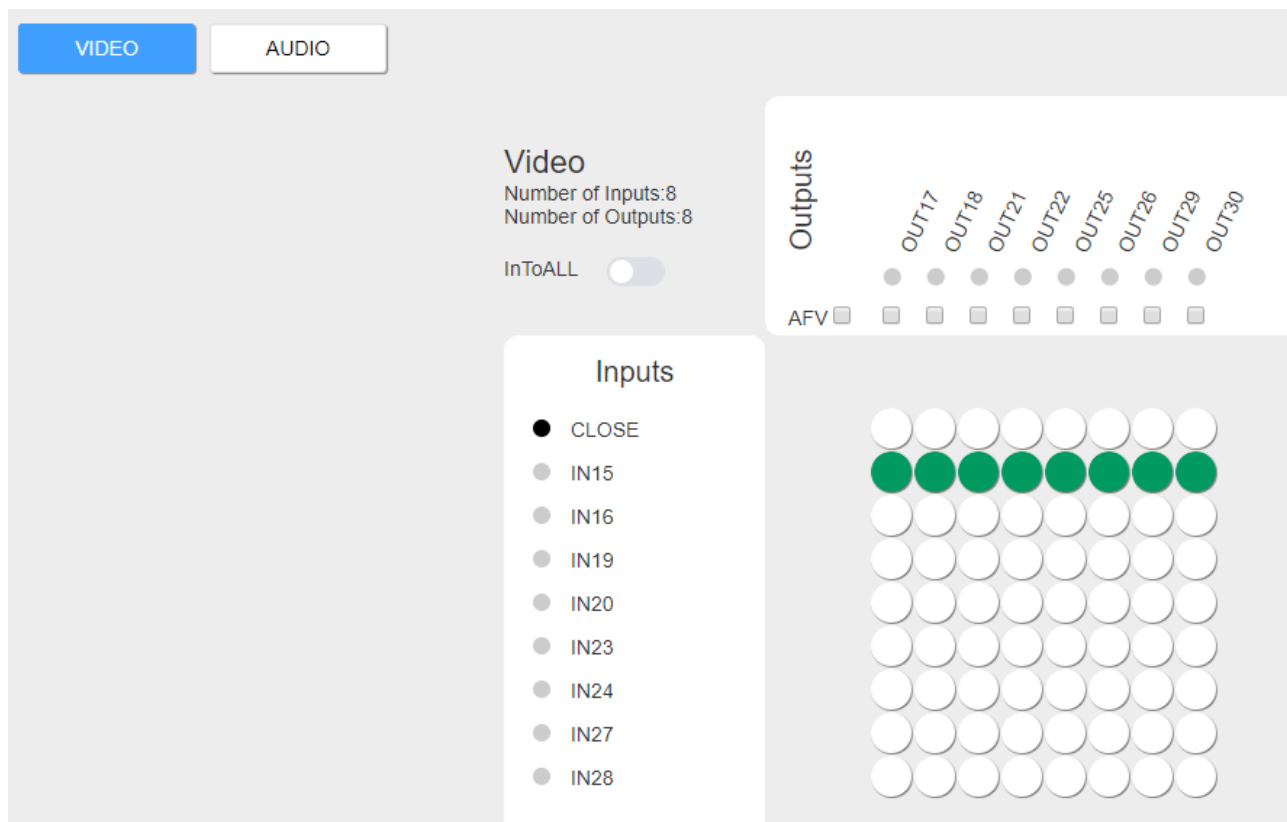 VIDEO
AUDIO
Video
Number of Inputs:8
Number of Outputs:8
InToALL
Outputs
OUT17
OUT18
OUT21
OUT22
OUT25
OUT26
OUT29
OUT30
AFV
Inputs
CLOSE
IN15
IN16
IN19
IN20
IN23
IN24
IN27
IN28